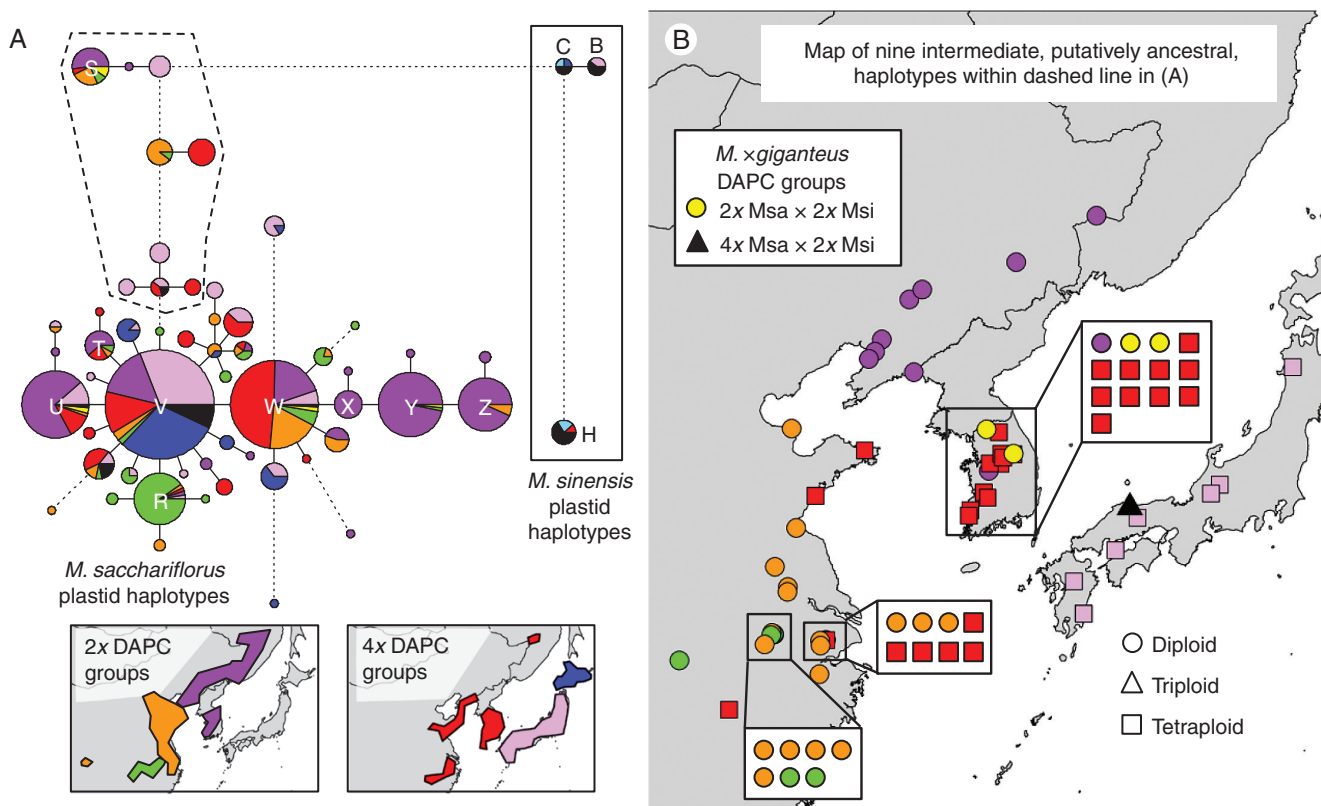 A
S
C
B
T
U
V
W
X
Y
Z
R
H
M. sinensis
plastid
haplotypes
M. sacchariflorus
plastid haplotypes
2x DAPC
groups
4x DAPC
groups
B
Map of nine intermediate, putatively ancestral,
haplotypes within dashed line in (A)
M. ×giganteus
DAPC groups
2x Msa × 2x Msi
4x Msa × 2x Msi
Diploid
Triploid
Tetraploid